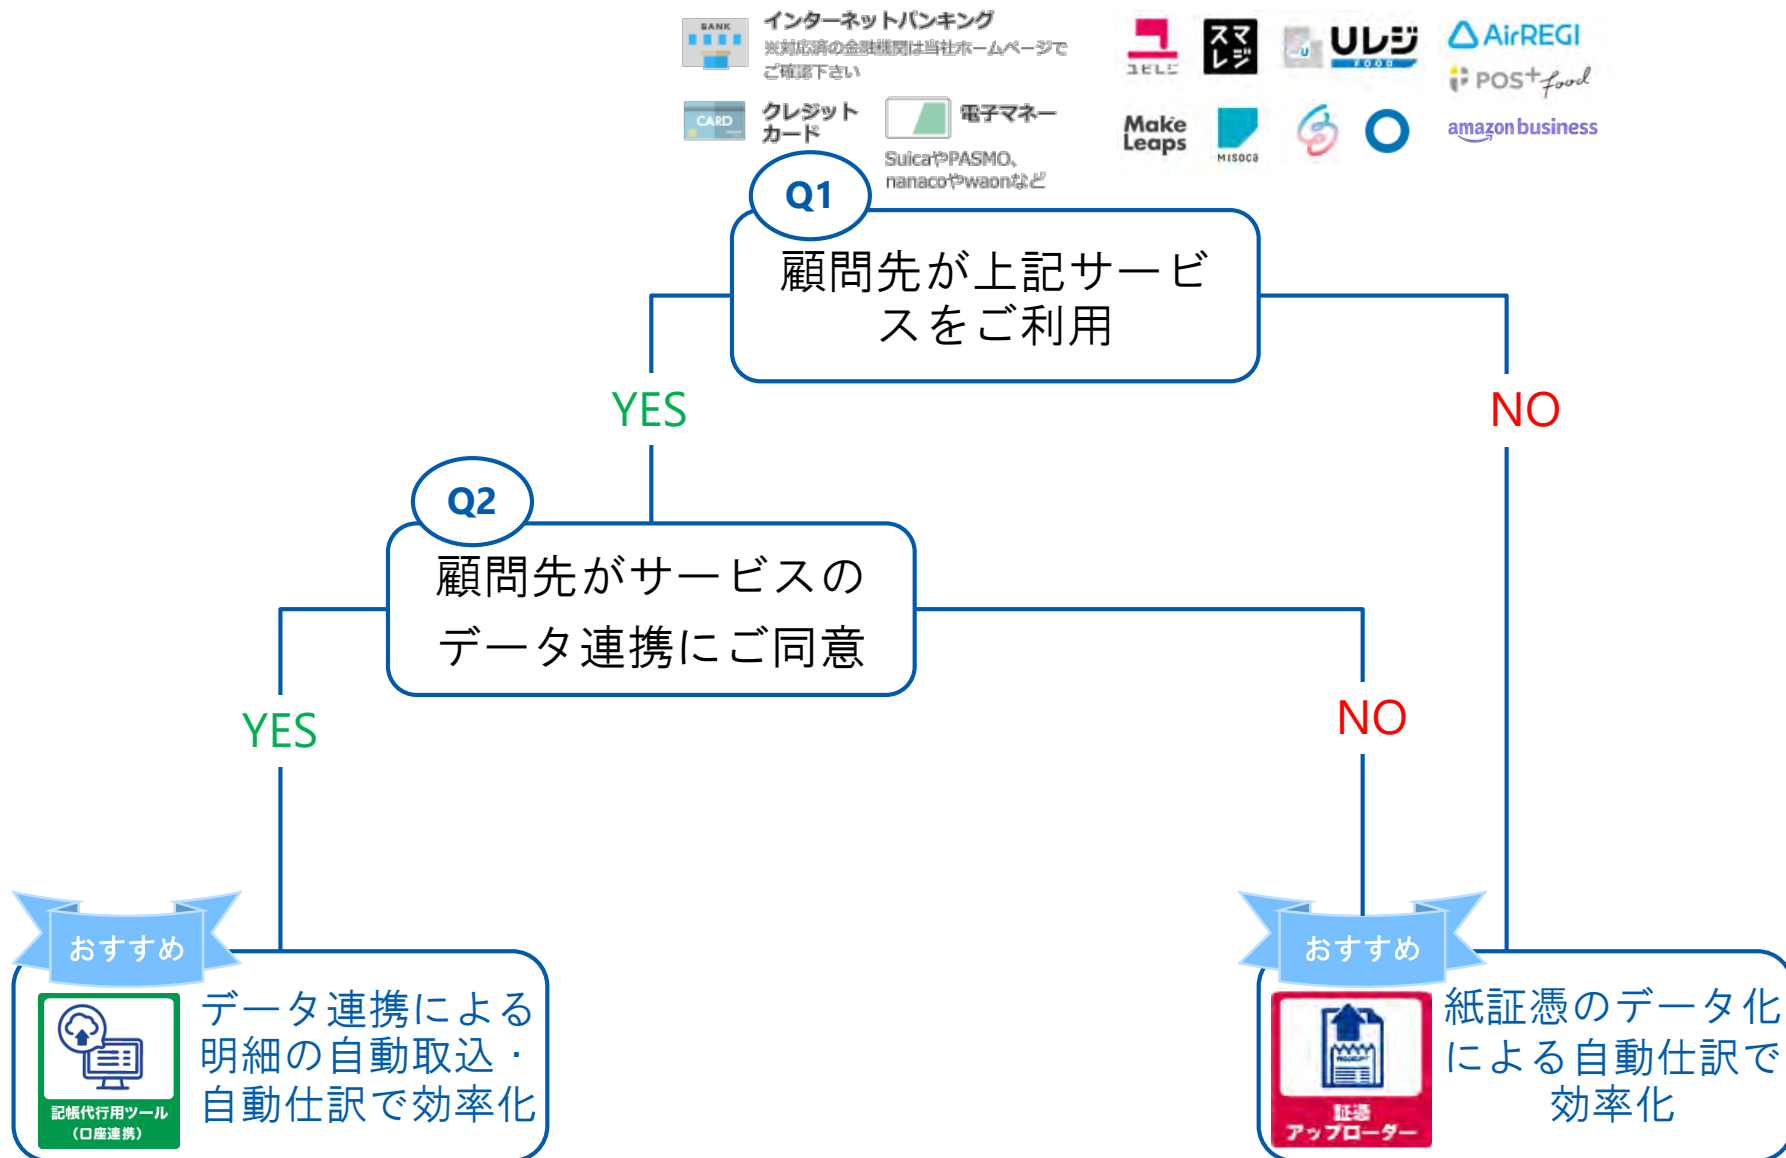 BANK
インターネットバンキング
※対応済の金融機関は当社ホームページで
ご確認下さい
CARD
クレジット
カード
電子マネー
SuicaやPASMO、
nanacoやwaonなど
ユビレジ
スマ
レジ
U
Uレジ
FOOD
AirREGI
POS+ food
Make
Leaps
MISOCA
amazon business
Q1
顧問先が上記サービ
スをご利用
YES
NO
Q2
顧問先がサービスの
データ連携にご同意
YES
NO
おすすめ
データ連携による
明細の自動取込・
自動仕訳で効率化
記帳代行用ツール
(口座連携)
おすすめ
紙証憑のデータ化
による自動仕訳で
効率化
RECEIPT
証憑
アップローダー